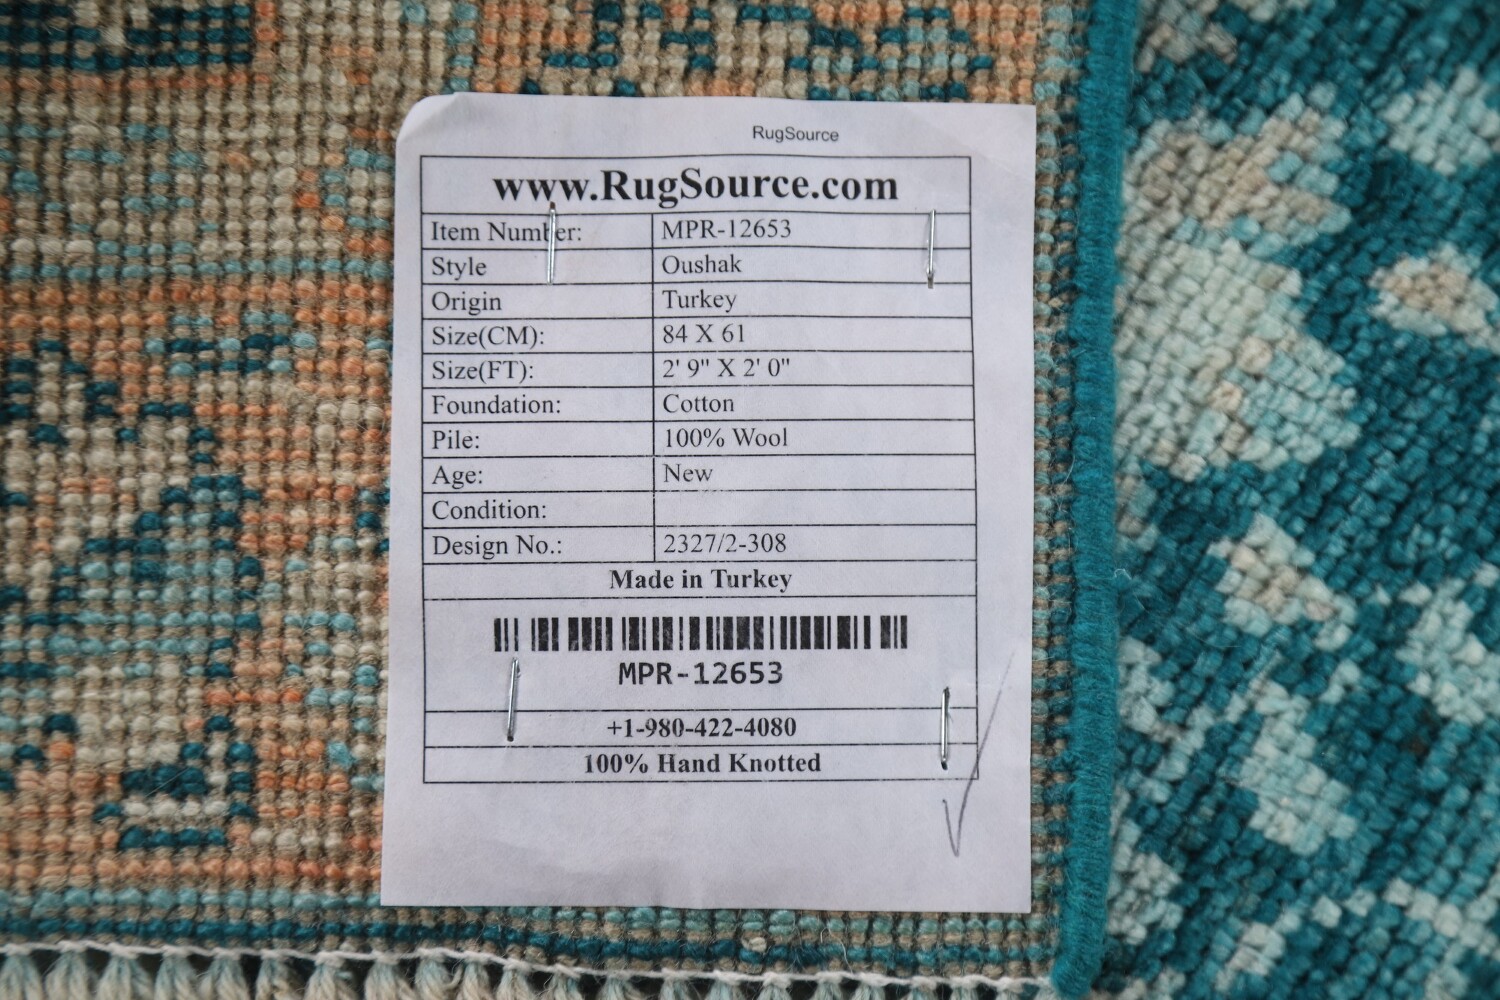 RugSource
www.RugSource.com
Item Number: MPR-12653
Style Oushak
Origin Turkey
Size(CM): 84 X 61
Size(FT): 2' 9" X 2' 0"
Foundation: Cotton
Pile: 100% Wool
Age: New
Condition:
Design No.: 2327/2-308
Made in Turkey
MPR-12653
+1-980-422-4080
100% Hand Knotted